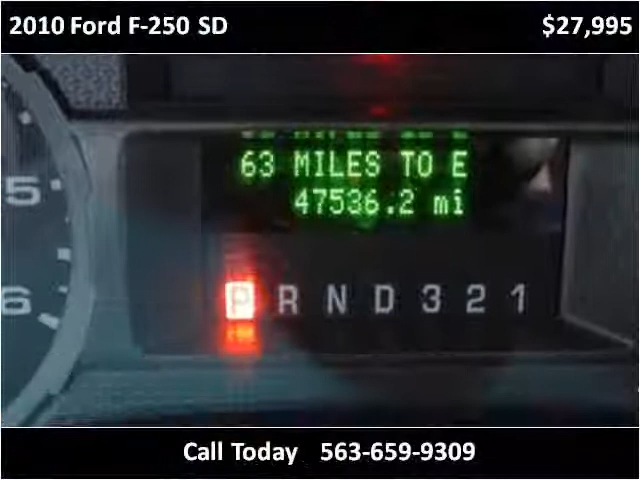 2010 Ford F-250 SD
$27,995
63 MILES TO E
47536.2 mi
5
6
P R N D 3 2 1
Call Today 563-659-9309